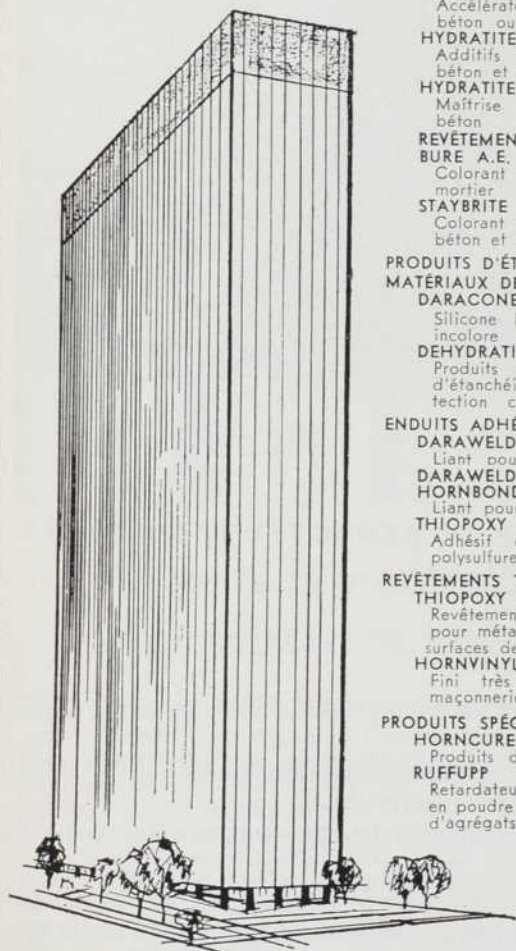 Accélérate
béton ou
HYDRATITE
Additifs
béton et
HYDRATITE
Maîtrise
béton
REVÊTEMEN
BURE A.E.
Colorant
mortier
STAYBRITE
Colorant
béton et
PRODUITS D'ÉT
MATÉRIAUX DE
DARACONE
Silicone
incolore
DEHYDRATI
Produits
d'étanchéi
tection c
ENDUITS ADHÉ
DARAWELD
Liant pou
DARAWELD
HORNBOND
Liant pour
THIOPOXY
Adhésif
polysulfure
REVÊTEMENTS T
THIOPOXY
Revêtemen
pour méta
surfaces de
HORNVINYL
Fini très
maçonneri
PRODUITS SPÉC
HORNCURE
Produits d
RUFFUPP
Retardateu
en poudre
d'agrégats